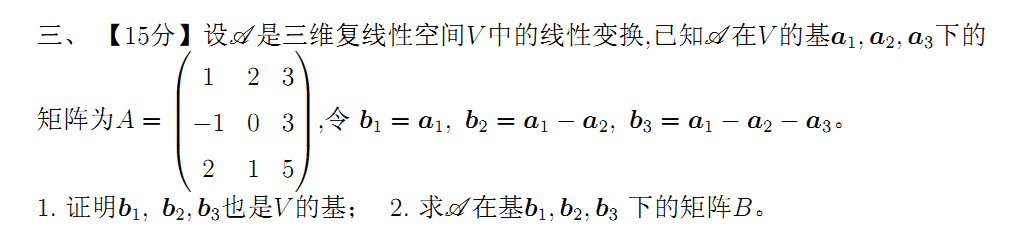 三、 【15分】设𝒜是三维复线性空间V中的线性变换,已知𝒜在V的基a₁, a₂, a₃下的
矩阵为A = ( 1 2 3 ; −1 0 3 ; 2 1 5 ) ,令 b₁ = a₁, b₂ = a₁ − a₂, b₃ = a₁ − a₂ − a₃。
1. 证明b₁, b₂, b₃也是V的基; 2. 求𝒜在基b₁, b₂, b₃ 下的矩阵B。